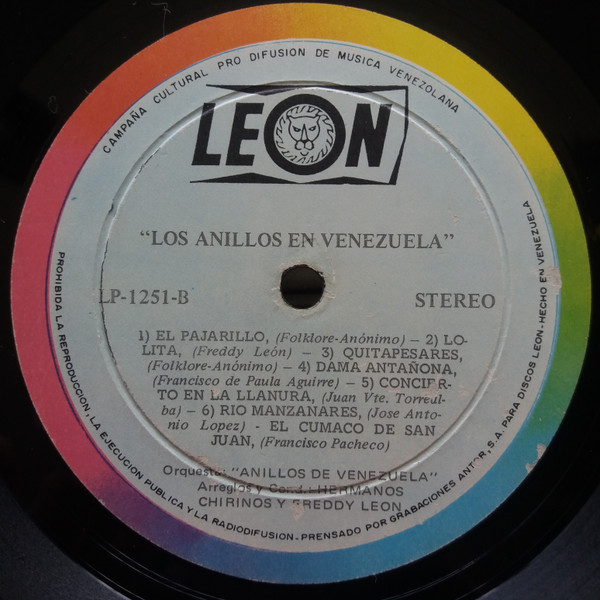 CAMPAÑA CULTURAL PRO DIFUSION DE MUSICA VENEZOLANA
LEON
“LOS ANILLOS EN VENEZUELA”
LP-1251-B
STEREO
1) EL PAJARILLO, (Folklore-Anónimo) – 2) LO-
LITA, (Freddy León) – 3) QUITAPESARES,
(Folklore-Anónimo) – 4) DAMA ANTAÑONA,
(Francisco de Paula Aguirre) – 5) CONCIER-
TO EN LA LLANURA, (Juan Vte. Torreal-
ba) – 6) RIO MANZANARES, (Jose Anto-
nio Lopez) - EL CUMACO DE SAN
JUAN, (Francisco Pacheco)
Orquesta: "ANILLOS DE VENEZUELA"
Arreglos y HERMANOS
CHIRINOS y FREDDY LEON
PROHIBIDA LA REPRODUCCION, LA EJECUCION PUBLICA Y LA RADIODIFUSION.-PRENSADO POR GRABACIONES ANTOR, S.A. PARA DISCOS LEON-HECHO EN VENEZUELA